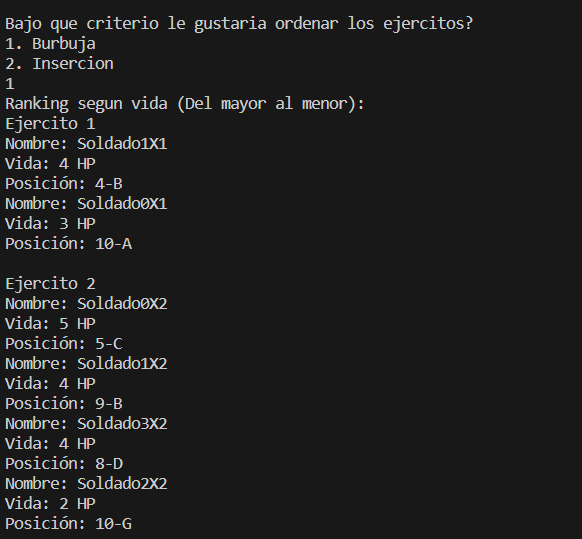 Bajo que criterio le gustaria ordenar los ejercitos?
1. Burbuja
2. Insercion
1
Ranking segun vida (Del mayor al menor):
Ejercito 1
Nombre: Soldado1X1
Vida: 4 HP
Posición: 4-B
Nombre: Soldado0X1
Vida: 3 HP
Posición: 10-A

Ejercito 2
Nombre: Soldado0X2
Vida: 5 HP
Posición: 5-C
Nombre: Soldado1X2
Vida: 4 HP
Posición: 9-B
Nombre: Soldado3X2
Vida: 4 HP
Posición: 8-D
Nombre: Soldado2X2
Vida: 2 HP
Posición: 10-G